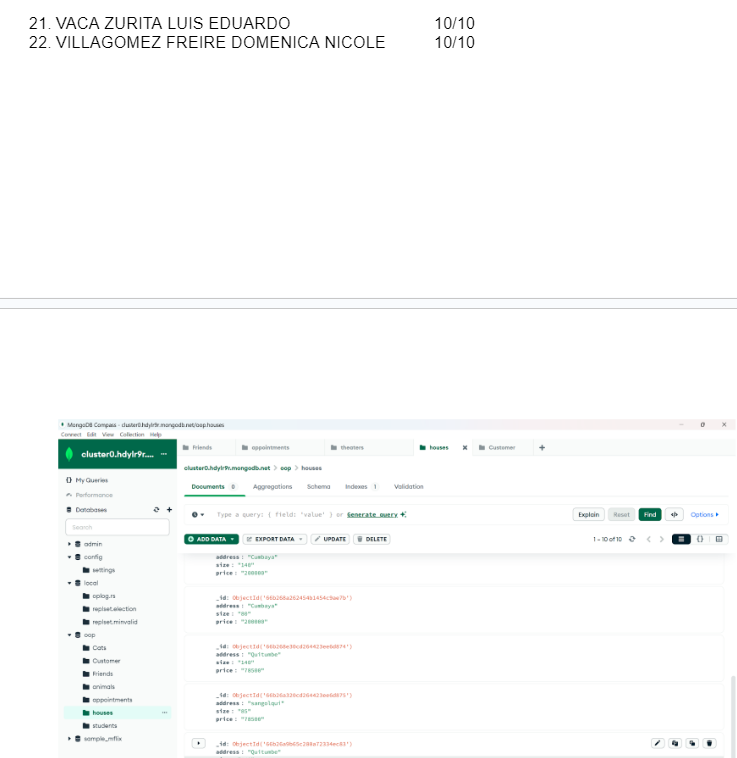 21. VACA ZURITA LUIS EDUARDO 10/10
22. VILLAGOMEZ FREIRE DOMENICA NICOLE 10/10
MongoDB Compass - cluster0.hdylr9r.mongodb.net/oop.houses
Connect Edit View Collection Help
cluster0.hdylr9r....
friends appointments theaters houses Customer
cluster0.hdylr9r.mongodb.net > oop > houses
My Queries
Performance
Databases
Search
admin
config
settings
local
oplog.rs
replset.election
replset.minvalid
oop
Cats
Customer
friends
animals
appointments
houses
students
sample_mflix
Documents 0 Aggregations Schema Indexes 1 Validation
Type a query: { field: 'value' } or Generate query
Explain Reset Find Options
ADD DATA EXPORT DATA UPDATE DELETE
1 - 10 of 10
address : "Cumbaya"
size : "140"
price : "200000"
_id: ObjectId(
address : "Cumbaya"
size : "80"
price : "200000"
_id: ObjectId(
address : "Quitumbe"
size : "140"
price : "78500"
_id: ObjectId(
address : "sangolqui"
size : "85"
price : "78500"
_id: ObjectId(
address : "Quitumbe"